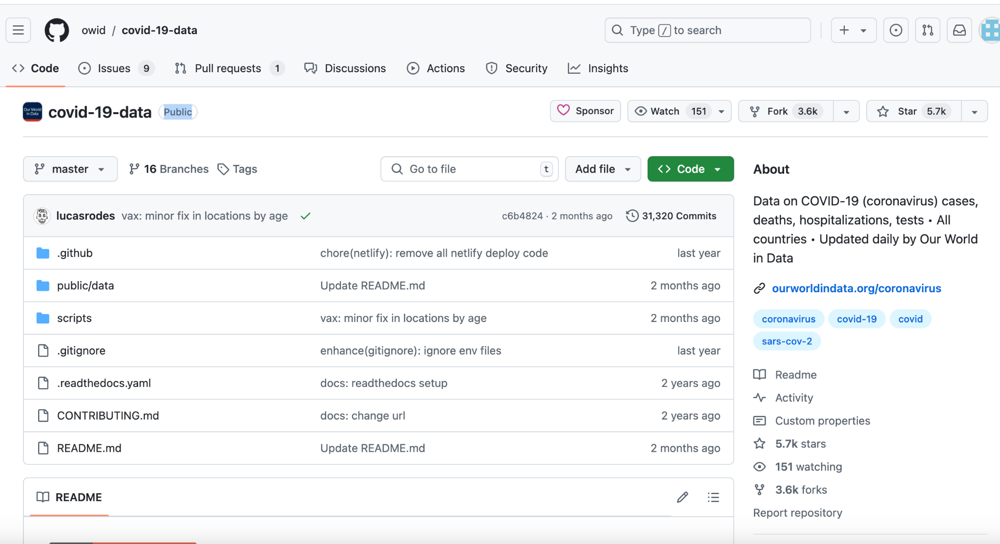 owid / covid-19-data
Type / to search
Code
Issues 9
Pull requests 1
Discussions
Actions
Security
Insights
Our World
in Data
covid-19-data Public
Sponsor
Watch 151
Fork 3.6k
Star 5.7k
master
16 Branches
Tags
Go to file t
Add file
Code
lucasrodes vax: minor fix in locations by age c6b4824 · 2 months ago 31,320 Commits
.github chore(netlify): remove all netlify deploy code last year
public/data Update README.md 2 months ago
scripts vax: minor fix in locations by age 2 months ago
.gitignore enhance(gitignore): ignore env files last year
.readthedocs.yaml docs: readthedocs setup 2 years ago
CONTRIBUTING.md docs: change url 2 years ago
README.md Update README.md 2 months ago
README
About
Data on COVID-19 (coronavirus) cases,
deaths, hospitalizations, tests • All
countries • Updated daily by Our World
in Data
ourworldindata.org/coronavirus
coronavirus covid-19 covid
sars-cov-2
Readme
Activity
Custom properties
5.7k stars
151 watching
3.6k forks
Report repository